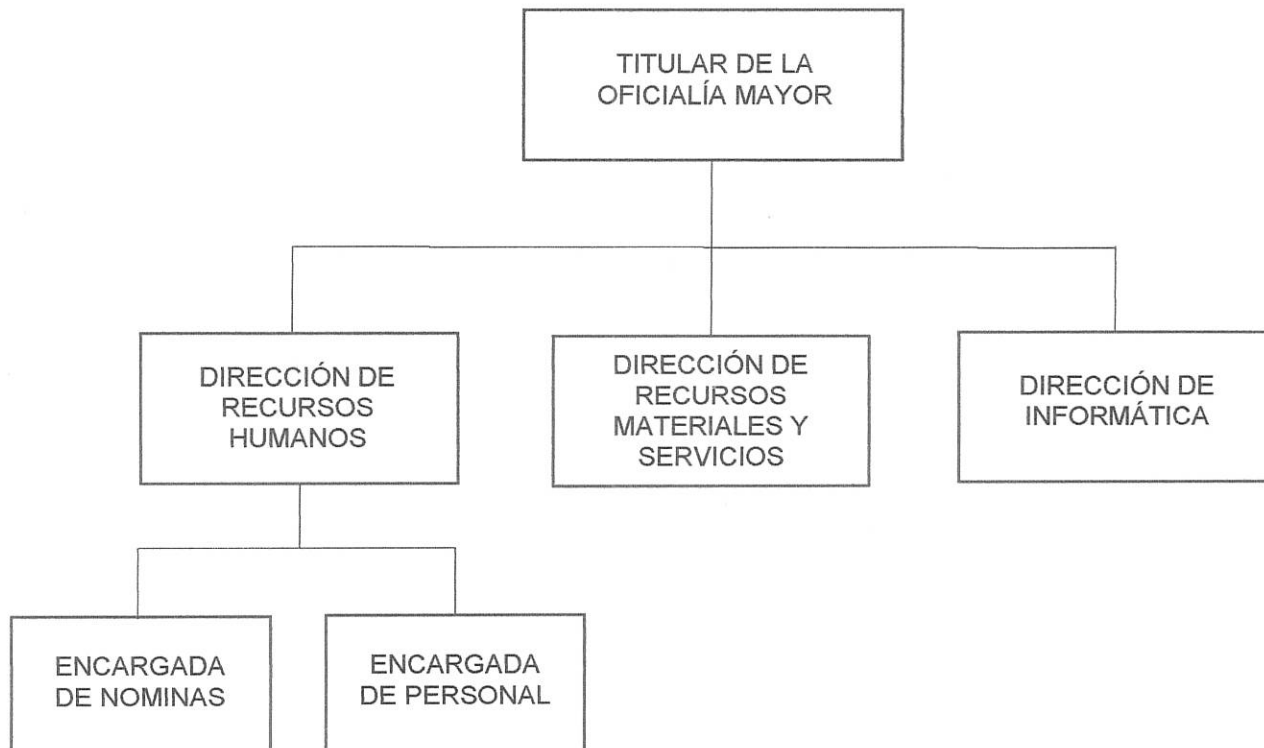 TITULAR DE LA
OFICIALÍA MAYOR
DIRECCIÓN DE
RECURSOS
HUMANOS
DIRECCIÓN DE
RECURSOS
MATERIALES Y
SERVICIOS
DIRECCIÓN DE
INFORMÁTICA
ENCARGADA
DE NOMINAS
ENCARGADA
DE PERSONAL